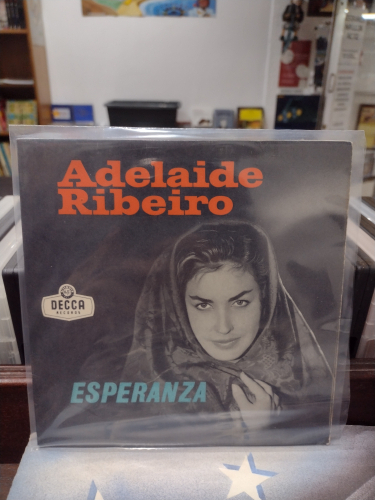 Adelaide
Ribeiro
DECCA
RECORDS
ESPERANZA